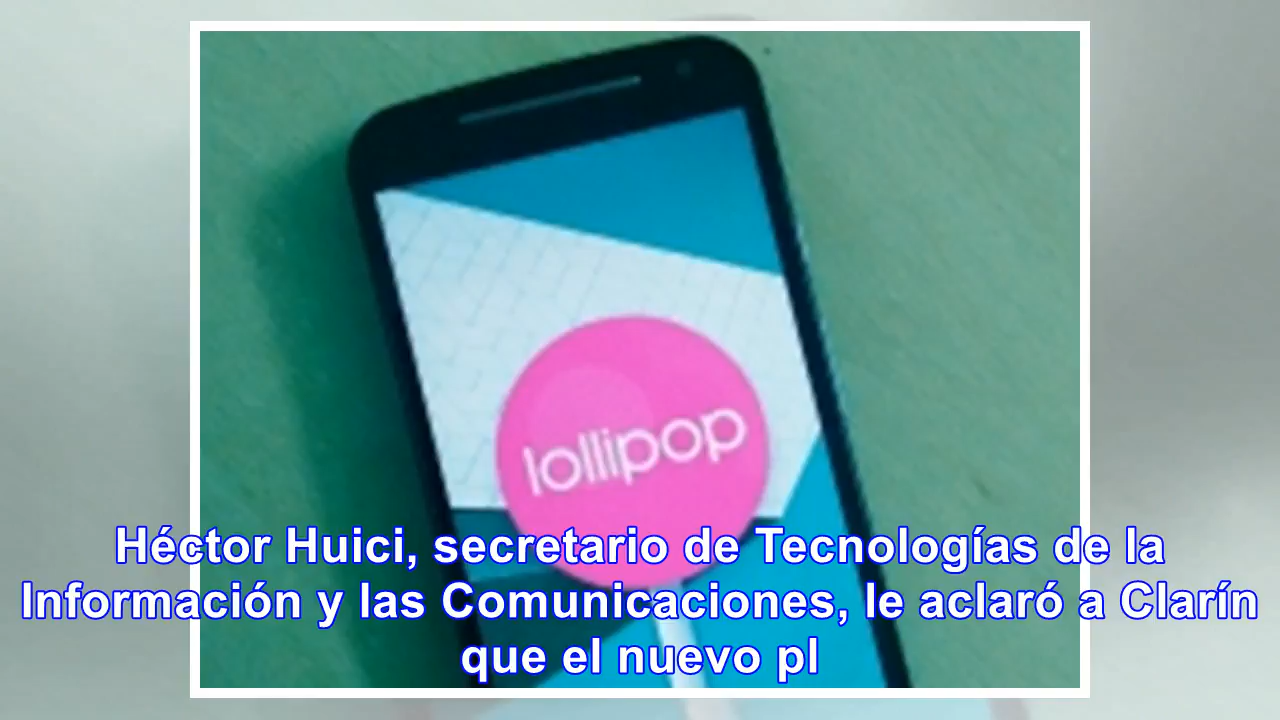 lollipop
Héctor Huici, secretario de Tecnologías de la
Información y las Comunicaciones, le aclaró a Clarín
que el nuevo pl